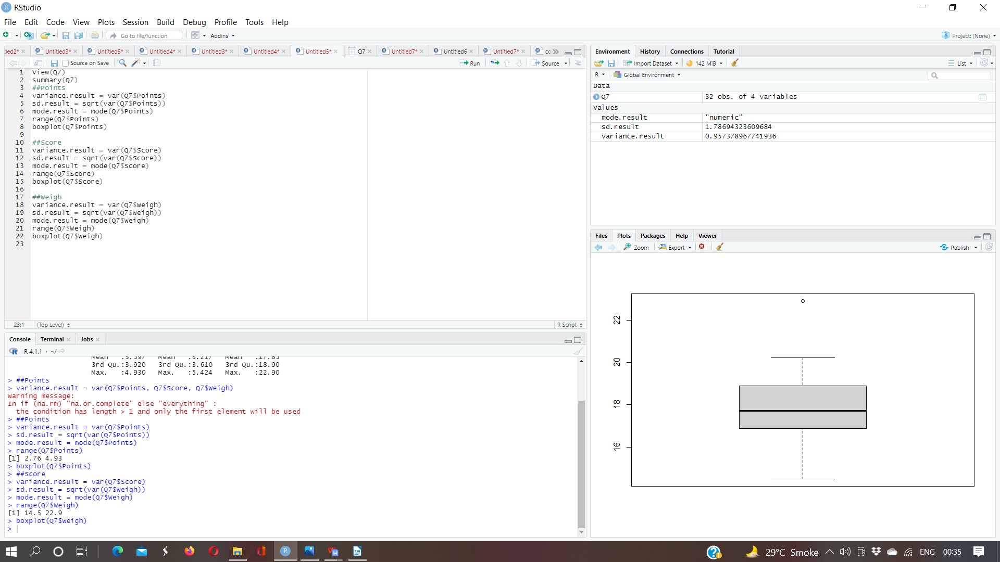 RStudio
File Edit Code View Plots Session Build Debug Profile Tools Help
Go to file/function Addins Project: (None)
tled2* Untitled3* Untitled5* Untitled4* Untitled3* Untitled4* Untitled5* Q7 Untitled7* Untitled6 Untitled7* co
Source on Save Run Source
1 View(Q7)
2 summary(Q7)
3 ##Points
4 variance.result = var(Q7$Points)
5 sd.result = sqrt(var(Q7$Points))
6 mode.result = mode(Q7$Points)
7 range(Q7$Points)
8 boxplot(Q7$Points)
9
10 ##Score
11 variance.result = var(Q7$Score)
12 sd.result = sqrt(var(Q7$Score))
13 mode.result = mode(Q7$Score)
14 range(Q7$Score)
15 boxplot(Q7$Score)
16
17 ##Weigh
18 variance.result = var(Q7$Weigh)
19 sd.result = sqrt(var(Q7$Weigh))
20 mode.result = mode(Q7$Weigh)
21 range(Q7$Weigh)
22 boxplot(Q7$Weigh)
23
23:1 (Top Level) R Script
Console Terminal Jobs
R 4.1.1 · ~/
Mean :3.597 Mean :3.217 Mean :17.85
3rd Qu.:3.920 3rd Qu.:3.610 3rd Qu.:18.90
Max. :4.930 Max. :5.424 Max. :22.90
> ##Points
> variance.result = var(Q7$Points, Q7$Score, Q7$Weigh)
Warning message:
In if (na.rm) "na.or.complete" else "everything" :
the condition has length > 1 and only the first element will be used
> ##Points
> variance.result = var(Q7$Points)
> sd.result = sqrt(var(Q7$Points))
> mode.result = mode(Q7$Points)
> range(Q7$Points)
[1] 2.76 4.93
> boxplot(Q7$Points)
> ##Score
> variance.result = var(Q7$Score)
> sd.result = sqrt(var(Q7$Weigh))
> mode.result = mode(Q7$Weigh)
> range(Q7$Weigh)
[1] 14.5 22.9
> boxplot(Q7$Weigh)
>
Environment History Connections Tutorial
Import Dataset 142 MiB List
R Global Environment
Data
Q7 32 obs. of 4 variables
Values
mode.result "numeric"
sd.result 1.78694323609684
variance.result 0.957378967741936
Files Plots Packages Help Viewer
Zoom Export Publish
22
20
18
16
29°C Smoke ENG 00:35